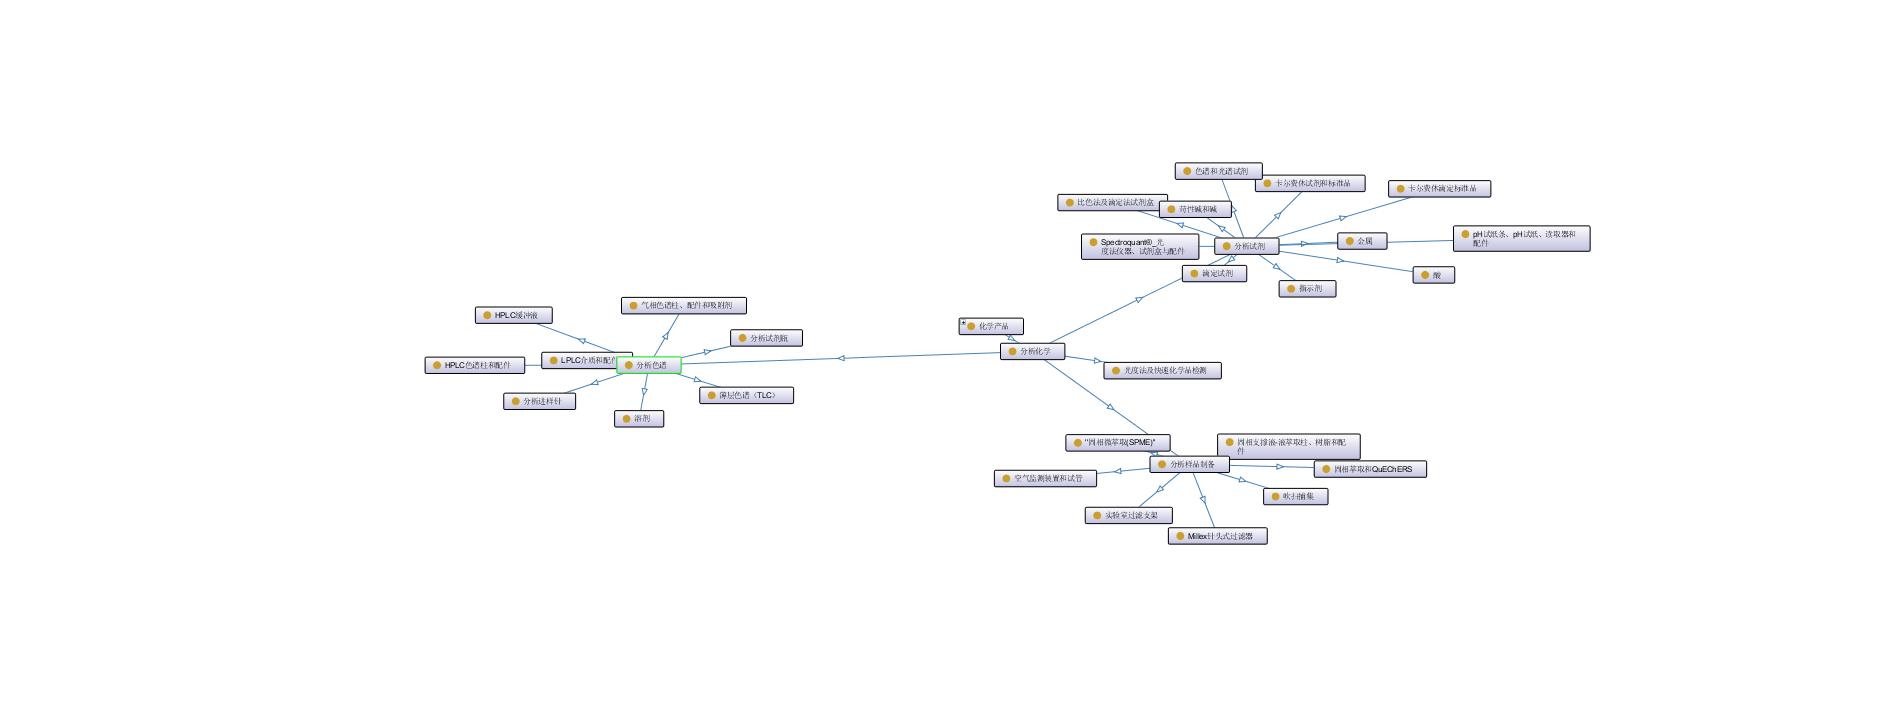 色谱和光谱试剂
卡尔费休试剂和标准品
卡尔费休滴定标准品
比色法及滴定法试剂盒
苛性碱和碱
Spectroquant®_光
度法仪器、试剂盒与配件
分析试剂
金属
pH试纸条、pH试纸、读取器和
配件
滴定试剂
酸
指示剂
气相色谱柱、配件和吸附剂
HPLC缓冲液
化学产品
分析试剂瓶
分析化学
LPLC介质和配件
HPLC色谱柱和配件
分析色谱
光度法及快速化学品检测
薄层色谱（TLC）
分析进样针
溶剂
"固相微萃取(SPME)"
固相支撑液-液萃取柱、树脂和配
件
分析样品制备
固相萃取和QuEChERS
空气监测装置和试管
吹扫捕集
实验室过滤支架
Millex针头式过滤器